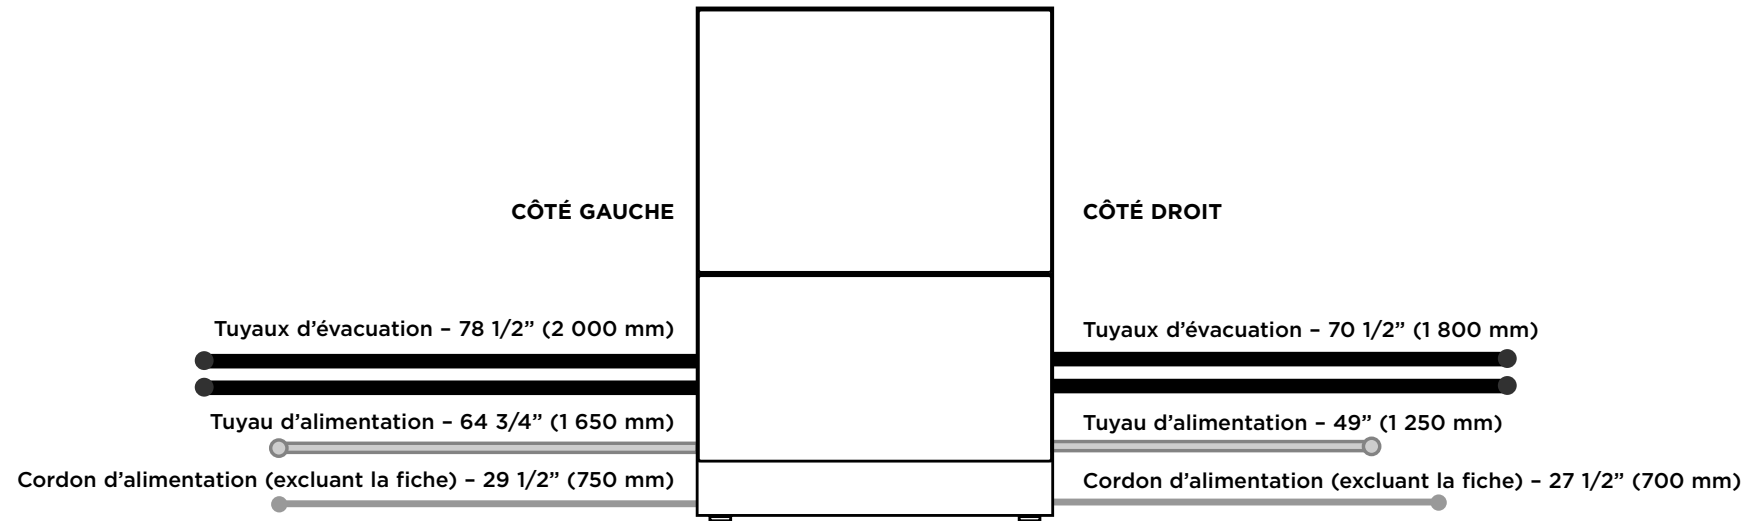 CÔTÉ GAUCHE
CÔTÉ DROIT
Tuyaux d’évacuation – 78 1/2” (2 000 mm)
Tuyaux d’évacuation – 70 1/2” (1 800 mm)
Tuyau d’alimentation – 64 3/4” (1 650 mm)
Tuyau d’alimentation – 49” (1 250 mm)
Cordon d’alimentation (excluant la fiche) – 29 1/2” (750 mm)
Cordon d’alimentation (excluant la fiche) – 27 1/2” (700 mm)